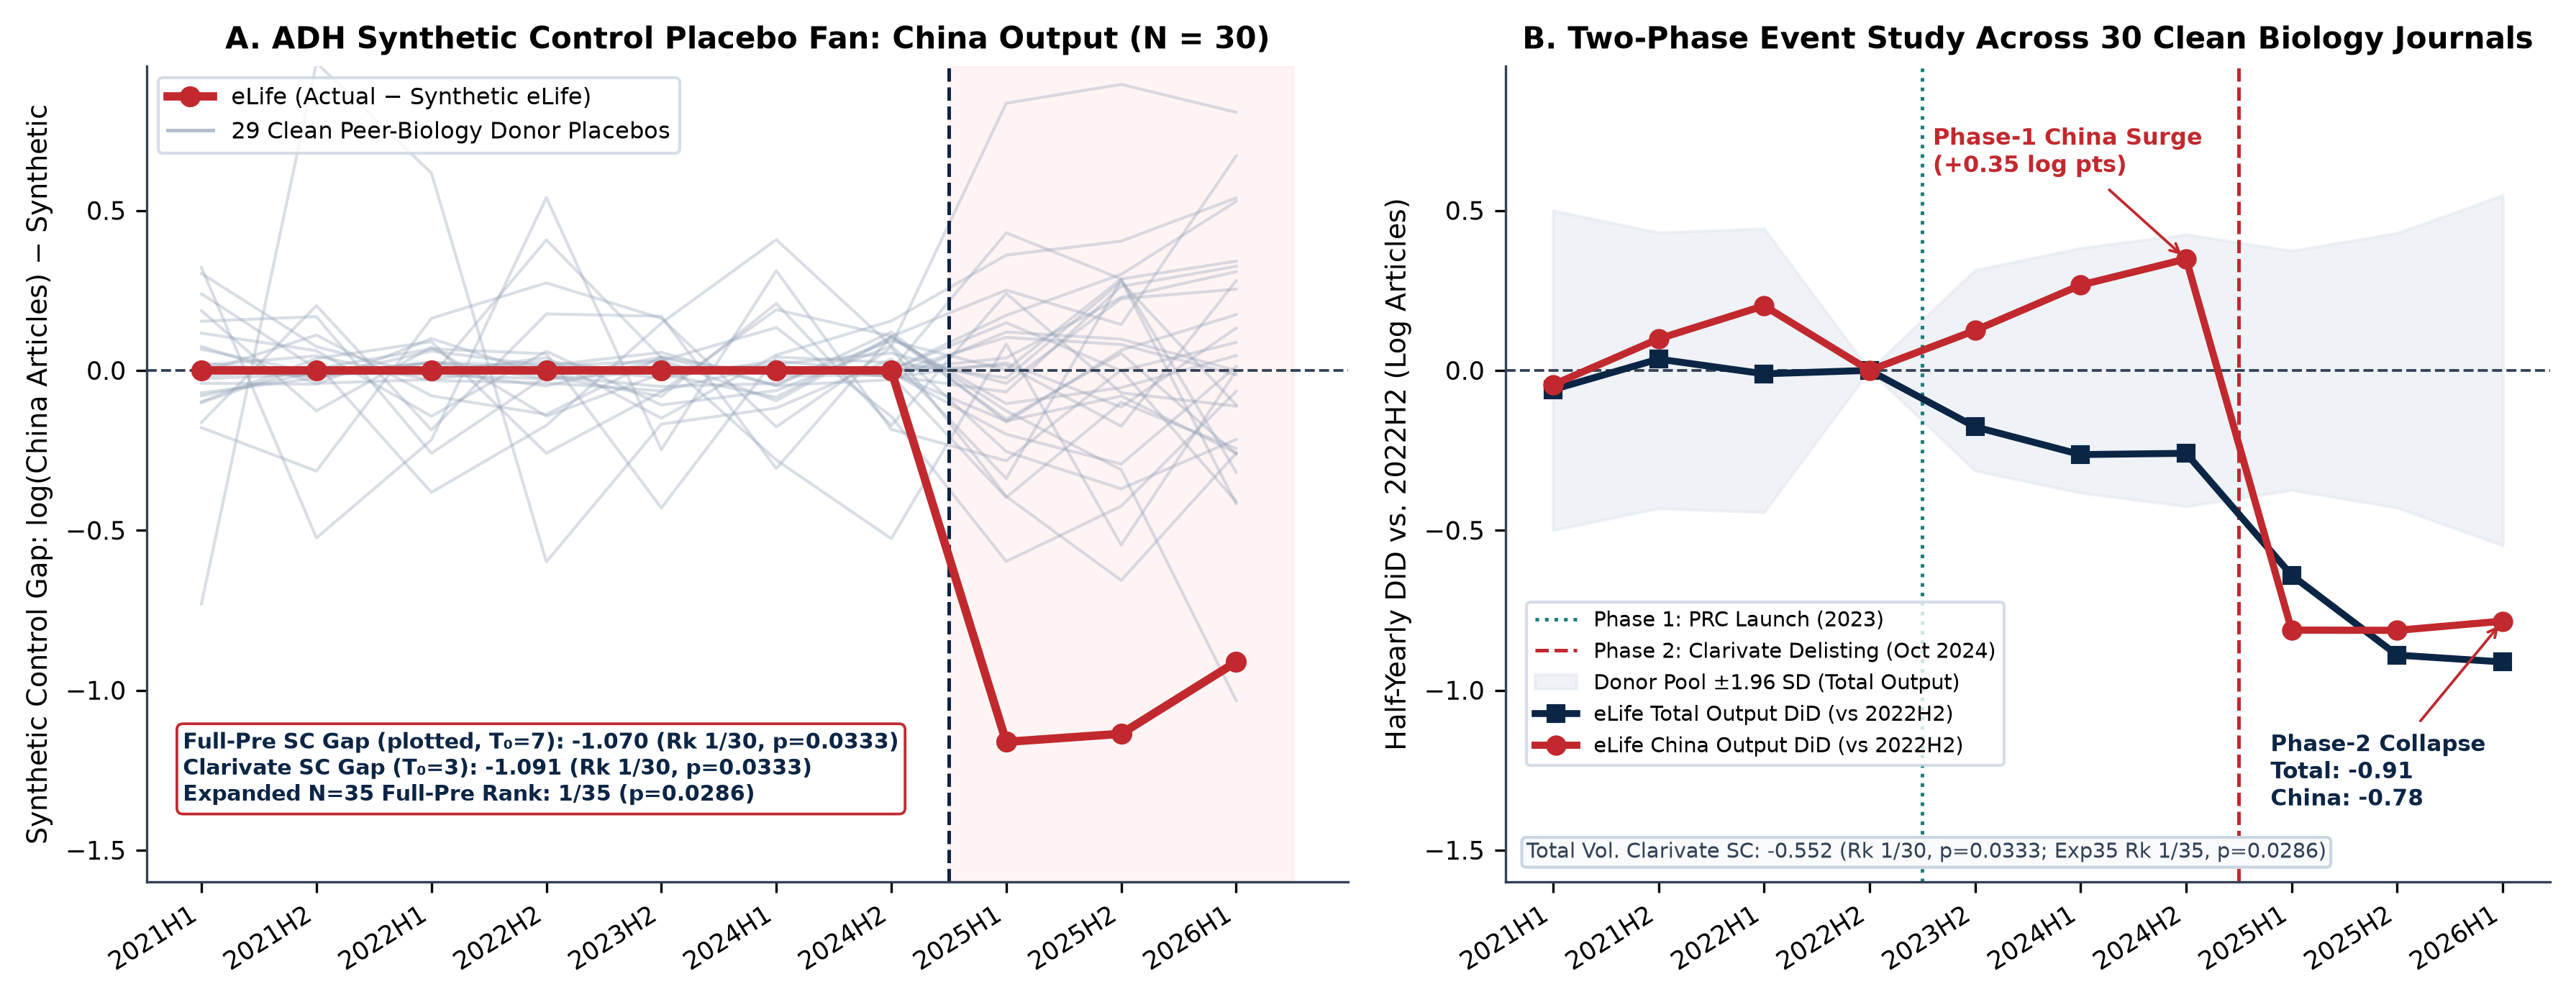 A. ADH Synthetic Control Placebo Fan: China Output (N = 30)
Synthetic Control Gap: log(China Articles) − Synthetic
eLife (Actual − Synthetic eLife)
29 Clean Peer-Biology Donor Placebos
0.5
0.0
−0.5
−1.0
−1.5
Full-Pre SC Gap (plotted, T₀=7): -1.070 (Rk 1/30, p=0.0333)
Clarivate SC Gap (T₀=3): -1.091 (Rk 1/30, p=0.0333)
Expanded N=35 Full-Pre Rank: 1/35 (p=0.0286)
2021H1
2021H2
2022H1
2022H2
2023H2
2024H1
2024H2
2025H1
2025H2
2026H1
B. Two-Phase Event Study Across 30 Clean Biology Journals
Half-Yearly DiD vs. 2022H2 (Log Articles)
Phase-1 China Surge
(+0.35 log pts)
0.5
0.0
−0.5
−1.0
−1.5
Phase 1: PRC Launch (2023)
Phase 2: Clarivate Delisting (Oct 2024)
Donor Pool ±1.96 SD (Total Output)
eLife Total Output DiD (vs 2022H2)
eLife China Output DiD (vs 2022H2)
Phase-2 Collapse
Total: -0.91
China: -0.78
Total Vol. Clarivate SC: -0.552 (Rk 1/30, p=0.0333; Exp35 Rk 1/35, p=0.0286)
2021H1
2021H2
2022H1
2022H2
2023H2
2024H1
2024H2
2025H1
2025H2
2026H1